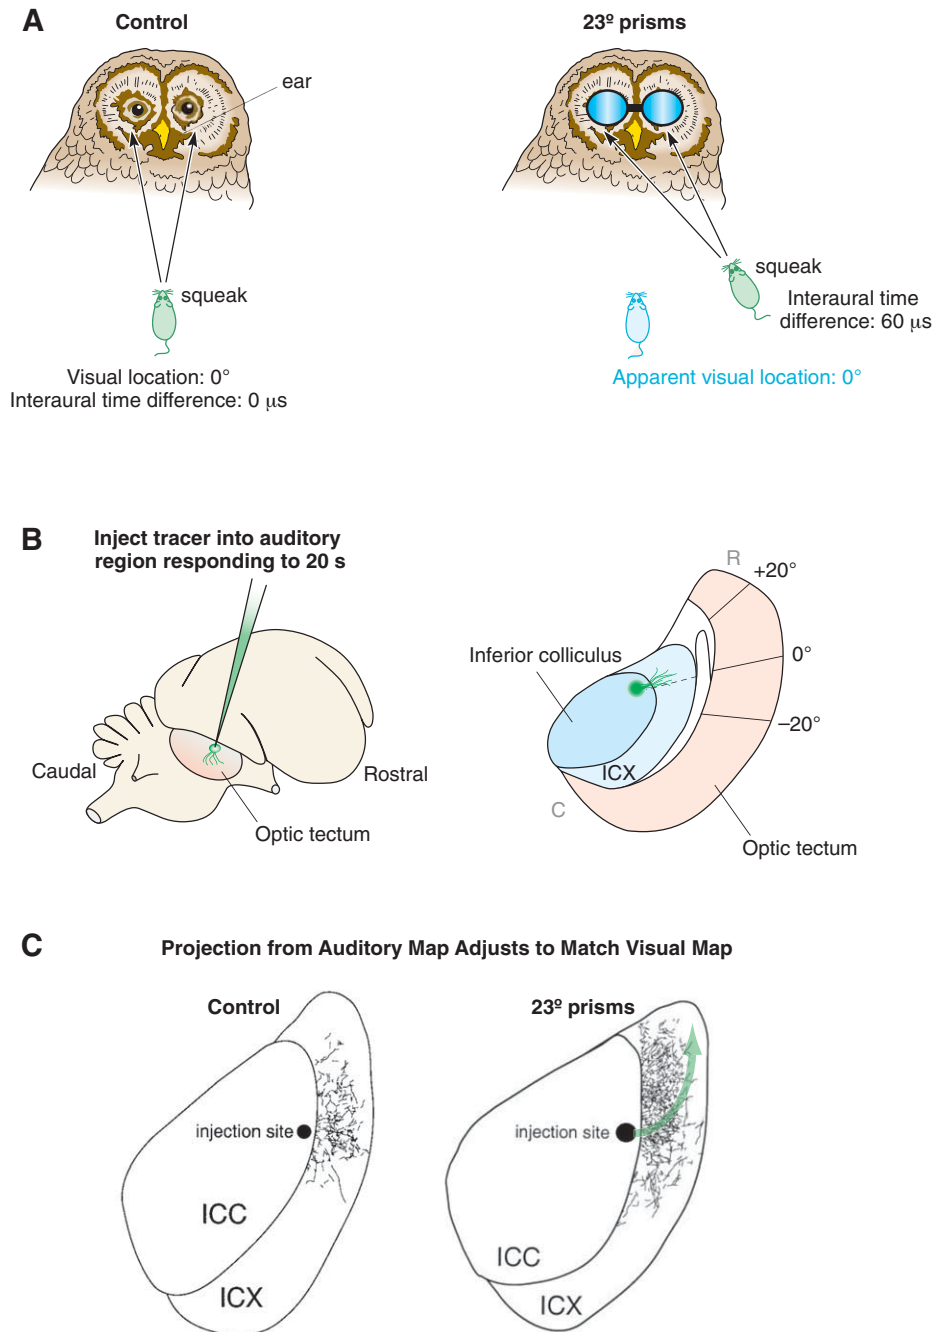 A
Control
23º prisms
ear
squeak
squeak
Interaural time
difference: 60 μs
Visual location: 0°
Interaural time difference: 0 μs
Apparent visual location: 0°
B
Inject tracer into auditory
region responding to 20 s
R
+20°
Inferior colliculus
0°
−20°
Caudal
Rostral
ICX
C
Optic tectum
Optic tectum
C
Projection from Auditory Map Adjusts to Match Visual Map
Control
23º prisms
injection site
injection site
ICC
ICC
ICX
ICX